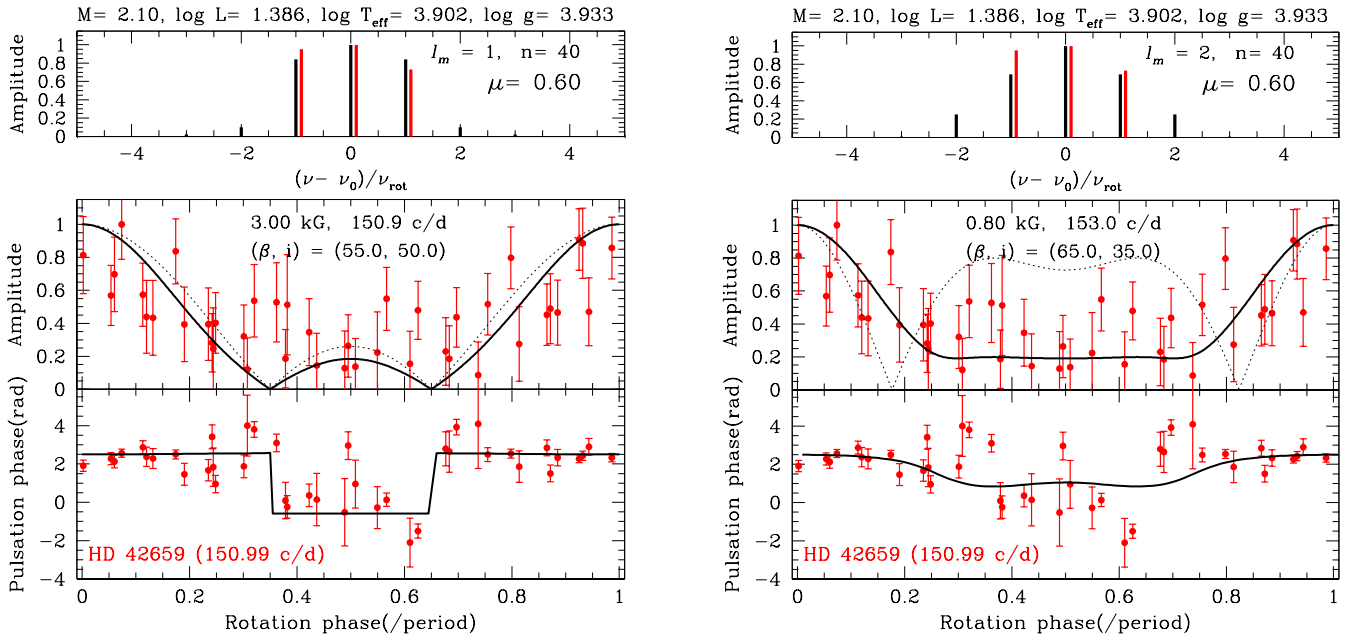 M= 2.10, log L= 1.386, log Teff= 3.902, log g= 3.933
Amplitude
1
0.8
0.6
0.4
0.2
0
lm = 1, n= 40
μ= 0.60
−4
−2
0
2
4
(ν− ν0)/νrot
Amplitude
1
0.8
0.6
0.4
0.2
0
3.00 kG, 150.9 c/d
(β, i) = (55.0, 50.0)
Pulsation phase(rad)
4
2
0
−2
−4
HD 42659 (150.99 c/d)
0
0.2
0.4
0.6
0.8
1
Rotation phase(/period)
M= 2.10, log L= 1.386, log Teff= 3.902, log g= 3.933
Amplitude
1
0.8
0.6
0.4
0.2
0
lm = 2, n= 40
μ= 0.60
−4
−2
0
2
4
(ν− ν0)/νrot
Amplitude
1
0.8
0.6
0.4
0.2
0
0.80 kG, 153.0 c/d
(β, i) = (65.0, 35.0)
Pulsation phase(rad)
4
2
0
−2
−4
HD 42659 (150.99 c/d)
0
0.2
0.4
0.6
0.8
1
Rotation phase(/period)